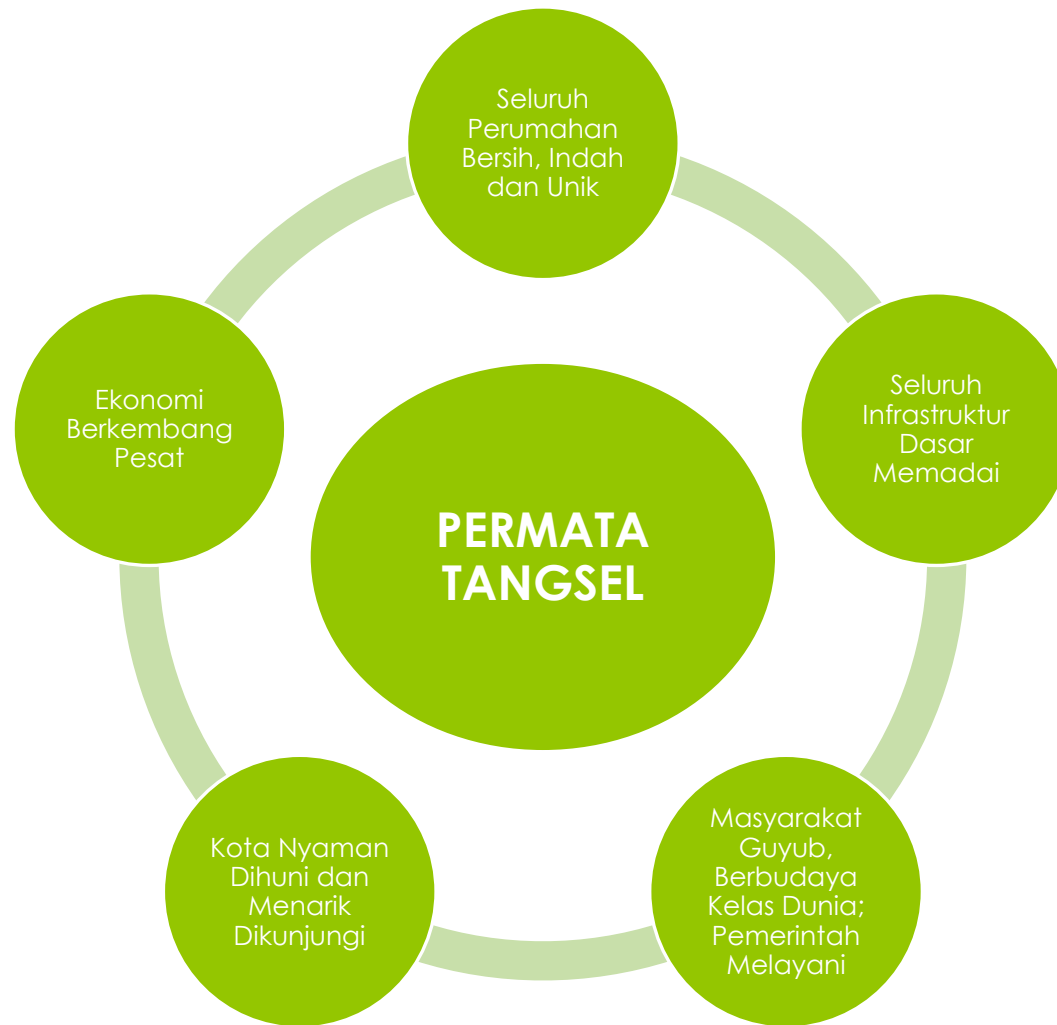 Seluruh
Perumahan
Bersih, Indah
dan Unik
Seluruh
Infrastruktur
Dasar
Memadai
Masyarakat
Guyub,
Berbudaya
Kelas Dunia;
Pemerintah
Melayani
Kota Nyaman
Dihuni dan
Menarik
Dikunjungi
Ekonomi
Berkembang
Pesat
PERMATA
TANGSEL